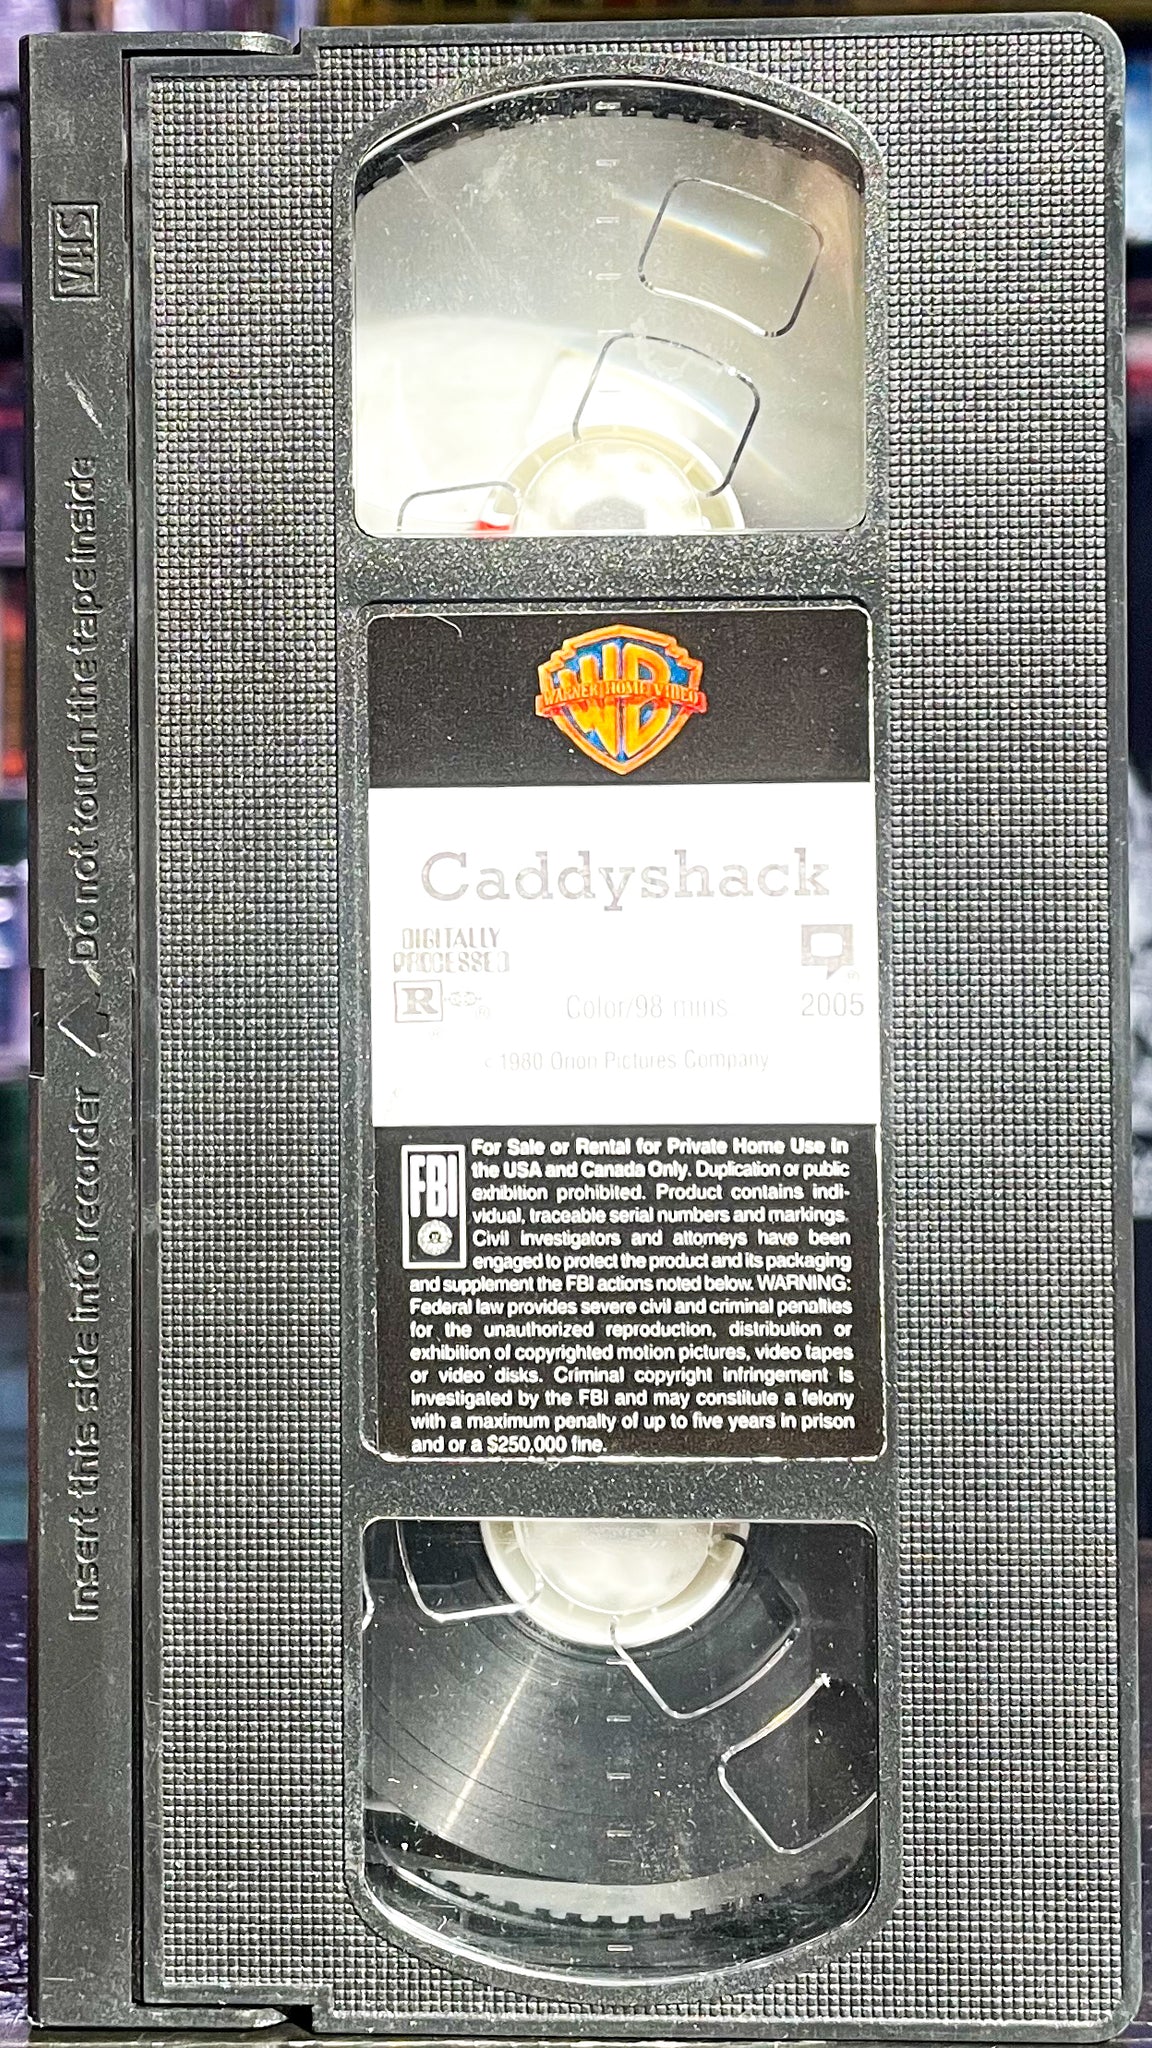 VHS
Do not touch the tape inside
Insert this side into recorder
WB
WARNER HOME VIDEO
Caddyshack
DIGITALLY
PROCESSED
R
Color/98 mins
2005
c 1980 Orion Pictures Company
FBI
For Sale or Rental for Private Home Use in
the USA and Canada Only. Duplication or public
exhibition prohibited. Product contains indi-
vidual, traceable serial numbers and markings.
Civil investigators and attorneys have been
engaged to protect the product and its packaging
and supplement the FBI actions noted below. WARNING:
Federal law provides severe civil and criminal penalties
for the unauthorized reproduction, distribution or
exhibition of copyrighted motion pictures, video tapes
or video disks. Criminal copyright infringement is
investigated by the FBI and may constitute a felony
with a maximum penalty of up to five years in prison
and or a $250,000 fine.